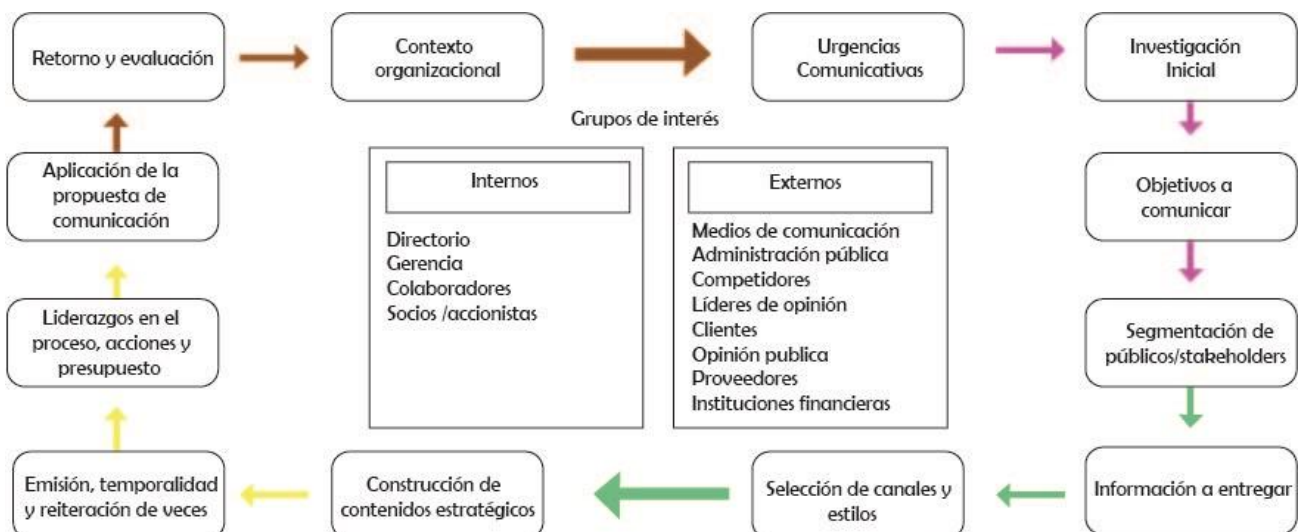 Retorno y evaluación
Contexto
organizacional
Urgencias
Comunicativas
Investigación
Inicial
Grupos de interés
Aplicación de la
propuesta de
comunicación
Internos
Directorio
Gerencia
Colaboradores
Socios /accionistas
Externos
Medios de comunicación
Administración pública
Competidores
Líderes de opinión
Clientes
Opinión publica
Proveedores
Instituciones financieras
Objetivos a
comunicar
Liderazgos en el
proceso, acciones y
presupuesto
Segmentación de
públicos/stakeholders
Emisión, temporalidad
y reiteración de veces
Construcción de
contenidos estratégicos
Selección de canales y
estilos
Información a entregar